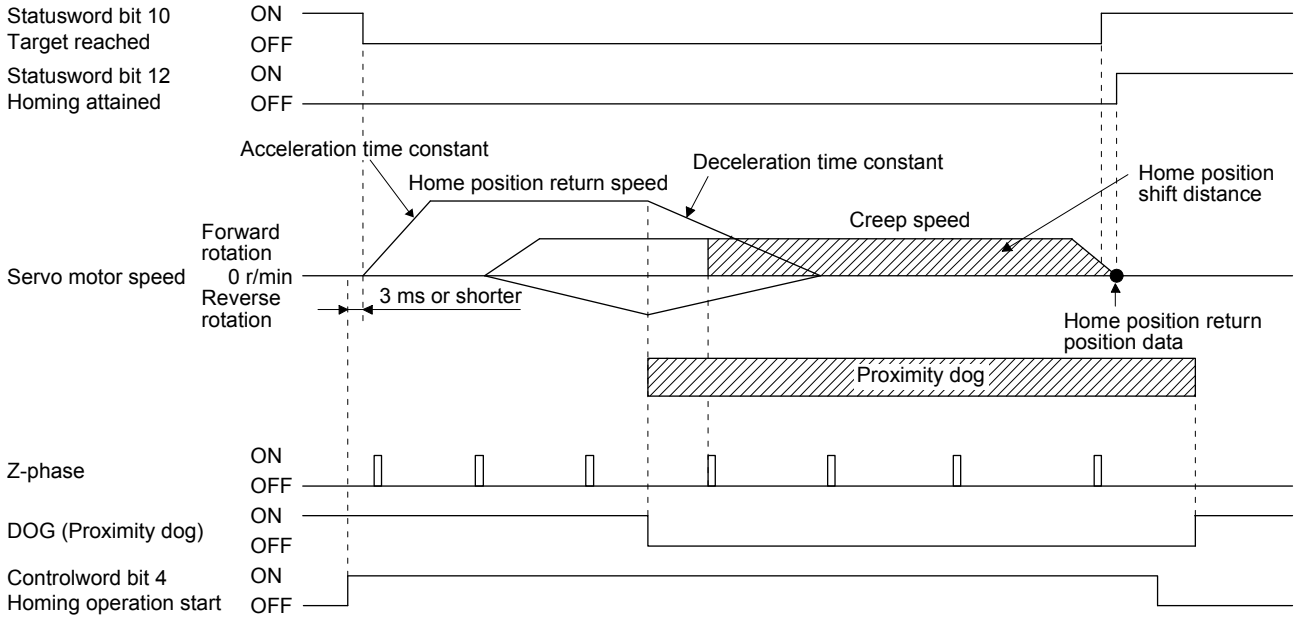 Statusword bit 10
Target reached
ON
OFF
Statusword bit 12
Homing attained
ON
OFF
Acceleration time constant
Home position return speed
Deceleration time constant
Home position
shift distance
Creep speed
Forward
rotation
Servo motor speed
0 r/min
Reverse
rotation
3 ms or shorter
Home position return
position data
Proximity dog
Z-phase
ON
OFF
DOG (Proximity dog)
ON
OFF
Controlword bit 4
Homing operation start
ON
OFF